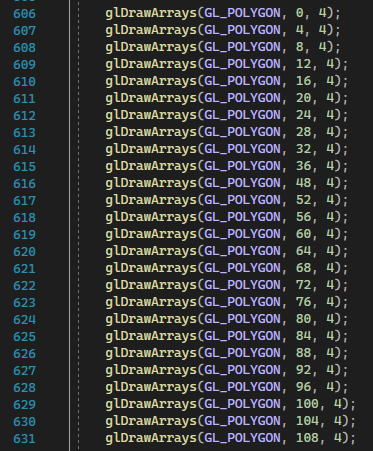 606 glDrawArrays(GL_POLYGON, 0, 4);
607 glDrawArrays(GL_POLYGON, 4, 4);
608 glDrawArrays(GL_POLYGON, 8, 4);
609 glDrawArrays(GL_POLYGON, 12, 4);
610 glDrawArrays(GL_POLYGON, 16, 4);
611 glDrawArrays(GL_POLYGON, 20, 4);
612 glDrawArrays(GL_POLYGON, 24, 4);
613 glDrawArrays(GL_POLYGON, 28, 4);
614 glDrawArrays(GL_POLYGON, 32, 4);
615 glDrawArrays(GL_POLYGON, 36, 4);
616 glDrawArrays(GL_POLYGON, 48, 4);
617 glDrawArrays(GL_POLYGON, 52, 4);
618 glDrawArrays(GL_POLYGON, 56, 4);
619 glDrawArrays(GL_POLYGON, 60, 4);
620 glDrawArrays(GL_POLYGON, 64, 4);
621 glDrawArrays(GL_POLYGON, 68, 4);
622 glDrawArrays(GL_POLYGON, 72, 4);
623 glDrawArrays(GL_POLYGON, 76, 4);
624 glDrawArrays(GL_POLYGON, 80, 4);
625 glDrawArrays(GL_POLYGON, 84, 4);
626 glDrawArrays(GL_POLYGON, 88, 4);
627 glDrawArrays(GL_POLYGON, 92, 4);
628 glDrawArrays(GL_POLYGON, 96, 4);
629 glDrawArrays(GL_POLYGON, 100, 4);
630 glDrawArrays(GL_POLYGON, 104, 4);
631 glDrawArrays(GL_POLYGON, 108, 4);